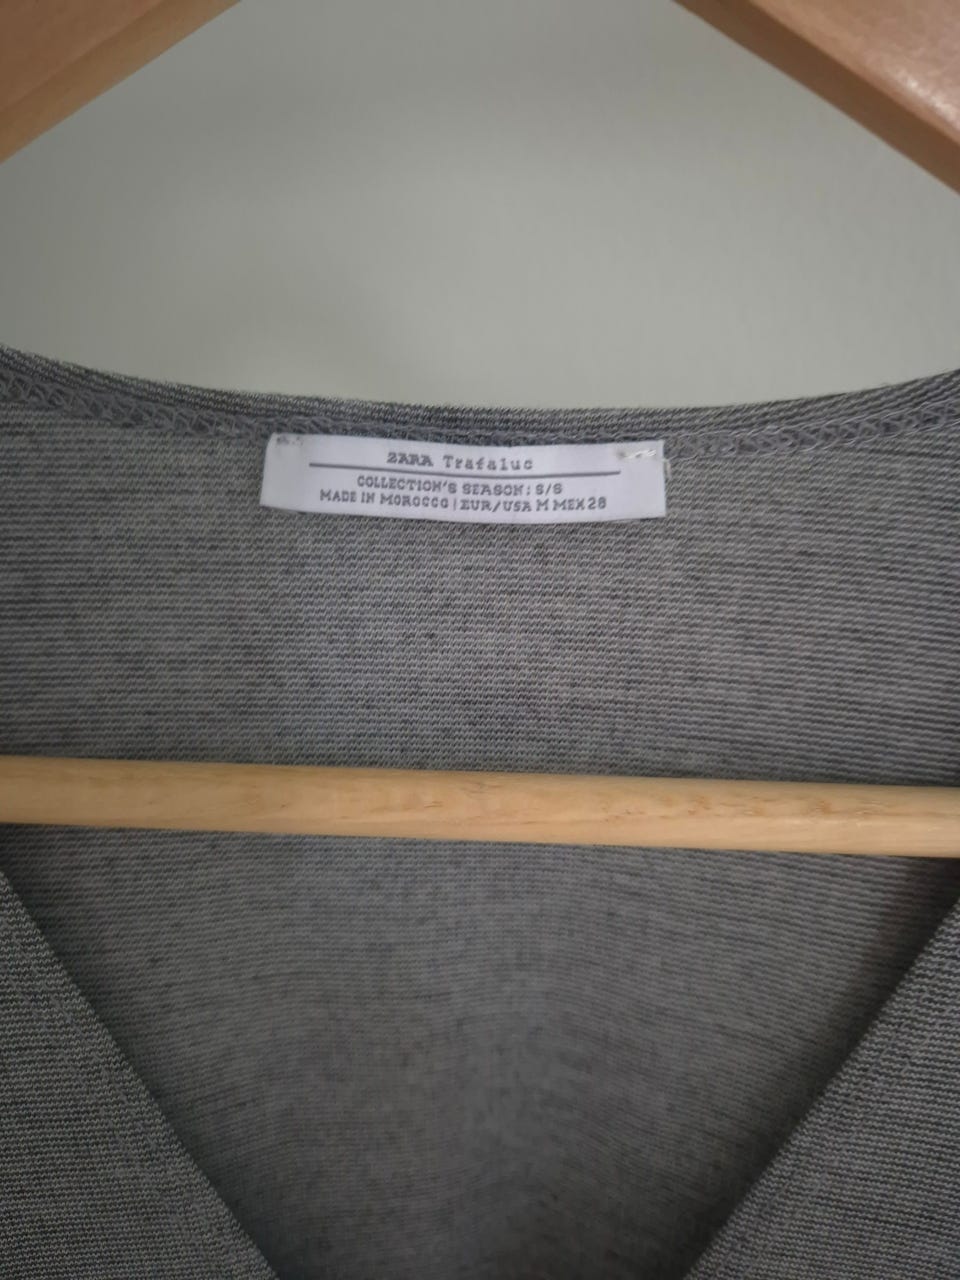 ZARA Trafaluc
COLLECTION'S SEASON: S/S
MADE IN MOROCCO | EUR/USA M MEX 28